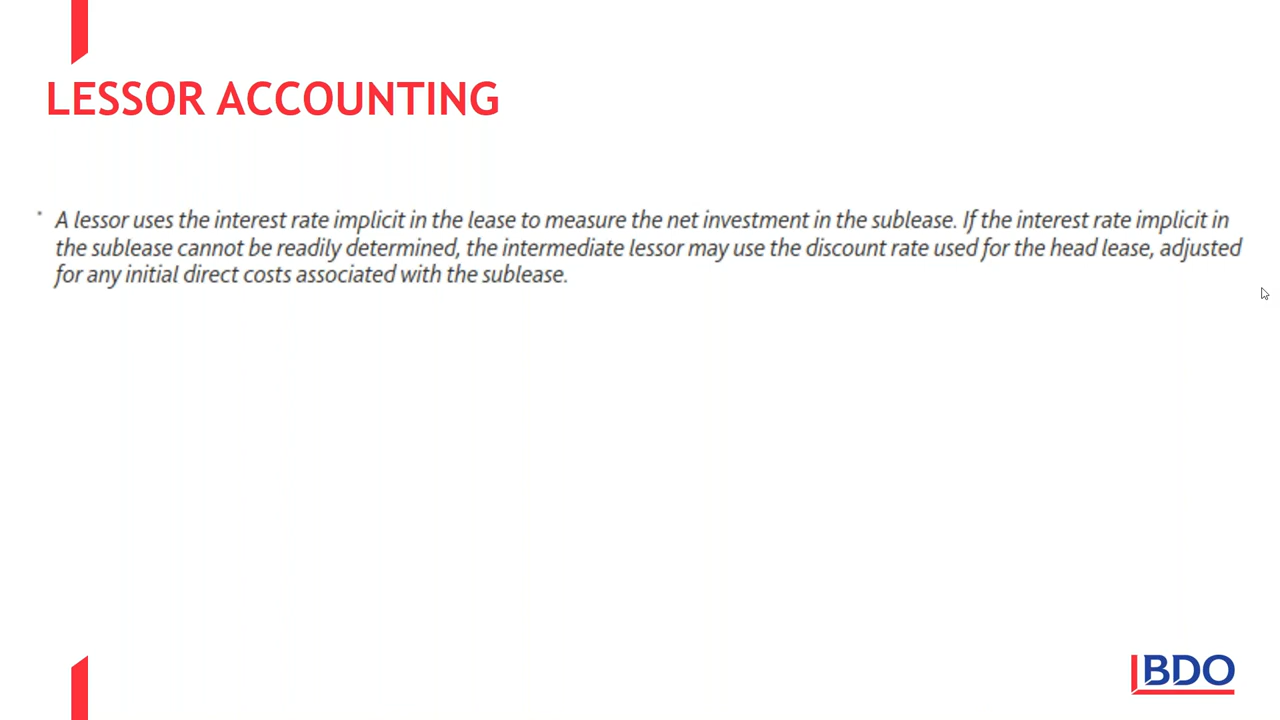 LESSOR ACCOUNTING
• A lessor uses the interest rate implicit in the lease to measure the net investment in the sublease. If the interest rate implicit in
the sublease cannot be readily determined, the intermediate lessor may use the discount rate used for the head lease, adjusted
for any initial direct costs associated with the sublease.
BDO